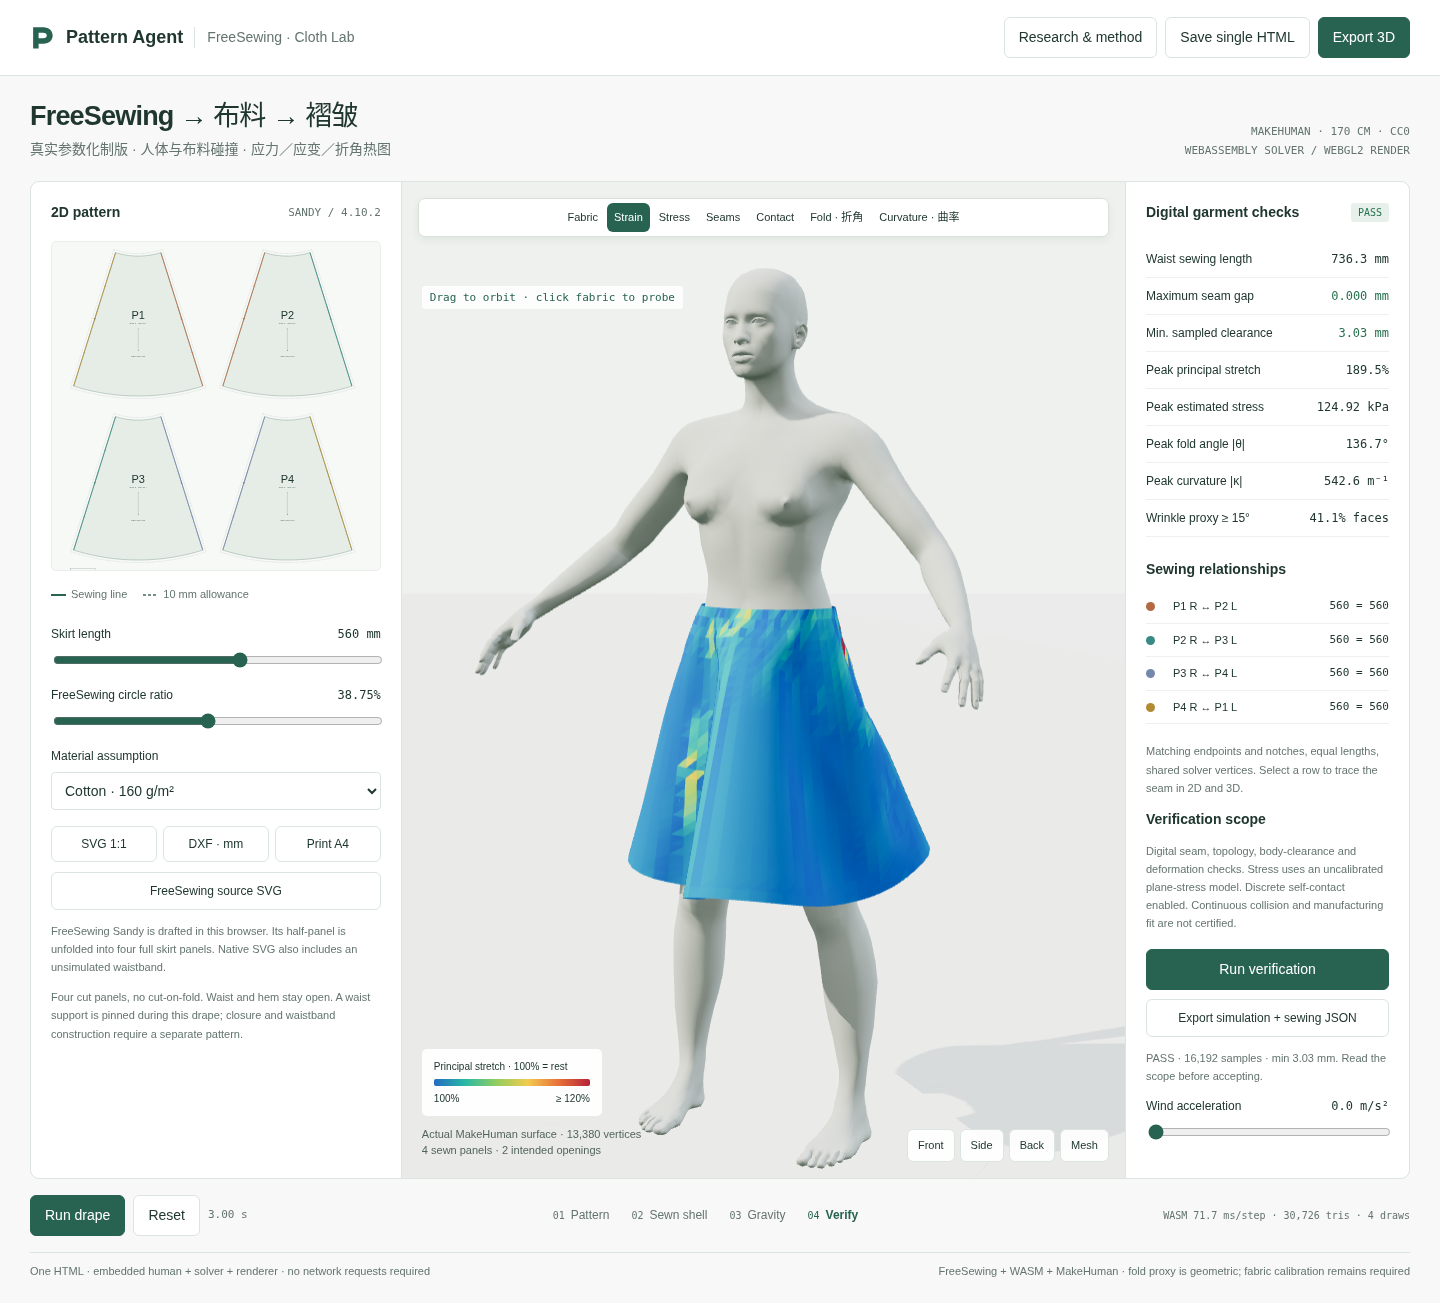 Pattern Agent
FreeSewing · Cloth Lab
Research & method
Save single HTML
Export 3D
FreeSewing → 布料 → 褶皱
真实参数化制版 · 人体与布料碰撞 · 应力／应变／折角热图
MAKEHUMAN · 170 CM · CC0
WEBASSEMBLY SOLVER / WEBGL2 RENDER
2D pattern
SANDY / 4.10.2
P1
P2
P3
P4
Sewing line
10 mm allowance
Skirt length
560 mm
FreeSewing circle ratio
38.75%
Material assumption
Cotton · 160 g/m²
SVG 1:1
DXF · mm
Print A4
FreeSewing source SVG
FreeSewing Sandy is drafted in this browser. Its half-panel is
unfolded into four full skirt panels. Native SVG also includes an
unsimulated waistband.
Four cut panels, no cut-on-fold. Waist and hem stay open. A waist
support is pinned during this drape; closure and waistband
construction require a separate pattern.
Fabric
Strain
Stress
Seams
Contact
Fold · 折角
Curvature · 曲率
Drag to orbit · click fabric to probe
Principal stretch · 100% = rest
100%
≥ 120%
Actual MakeHuman surface · 13,380 vertices
4 sewn panels · 2 intended openings
Front
Side
Back
Mesh
Digital garment checks
PASS
Waist sewing length
736.3 mm
Maximum seam gap
0.000 mm
Min. sampled clearance
3.03 mm
Peak principal stretch
189.5%
Peak estimated stress
124.92 kPa
Peak fold angle |θ|
136.7°
Peak curvature |κ|
542.6 m⁻¹
Wrinkle proxy ≥ 15°
41.1% faces
Sewing relationships
P1 R ↔ P2 L
560 = 560
P2 R ↔ P3 L
560 = 560
P3 R ↔ P4 L
560 = 560
P4 R ↔ P1 L
560 = 560
Matching endpoints and notches, equal lengths,
shared solver vertices. Select a row to trace the
seam in 2D and 3D.
Verification scope
Digital seam, topology, body-clearance and
deformation checks. Stress uses an uncalibrated
plane-stress model. Discrete self-contact
enabled. Continuous collision and manufacturing
fit are not certified.
Run verification
Export simulation + sewing JSON
PASS · 16,192 samples · min 3.03 mm. Read the
scope before accepting.
Wind acceleration
0.0 m/s²
Run drape
Reset
3.00 s
01 Pattern
02 Sewn shell
03 Gravity
04 Verify
WASM 71.7 ms/step · 30,726 tris · 4 draws
One HTML · embedded human + solver + renderer · no network requests required
FreeSewing + WASM + MakeHuman · fold proxy is geometric; fabric calibration remains required